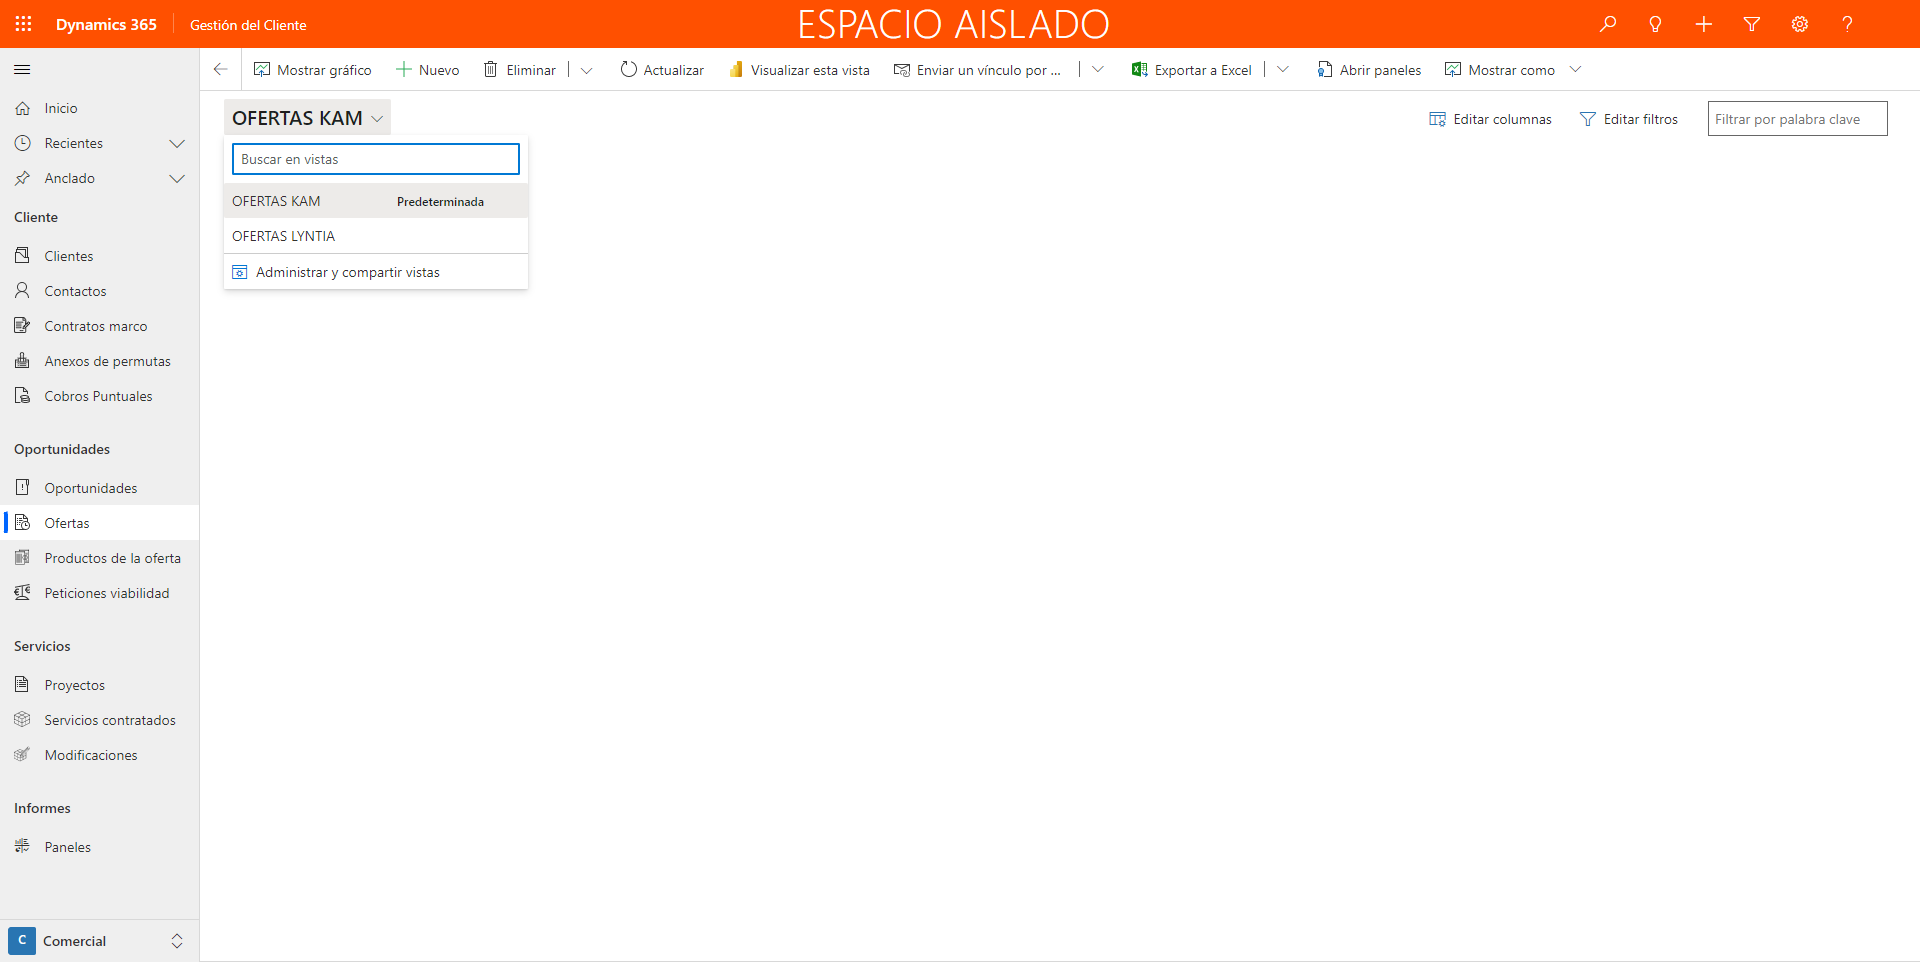 Dynamics 365
Gestión del Cliente
ESPACIO AISLADO
Mostrar gráfico
Nuevo
Eliminar
Actualizar
Visualizar esta vista
Enviar un vínculo por ...
Exportar a Excel
Abrir paneles
Mostrar como
Inicio
Recientes
Anclado
Cliente
Clientes
Contactos
Contratos marco
Anexos de permutas
Cobros Puntuales
Oportunidades
Oportunidades
Ofertas
Productos de la oferta
Peticiones viabilidad
Servicios
Proyectos
Servicios contratados
Modificaciones
Informes
Paneles
C Comercial
OFERTAS KAM
Editar columnas
Editar filtros
Filtrar por palabra clave
Buscar en vistas
OFERTAS KAM Predeterminada
OFERTAS LYNTIA
Administrar y compartir vistas